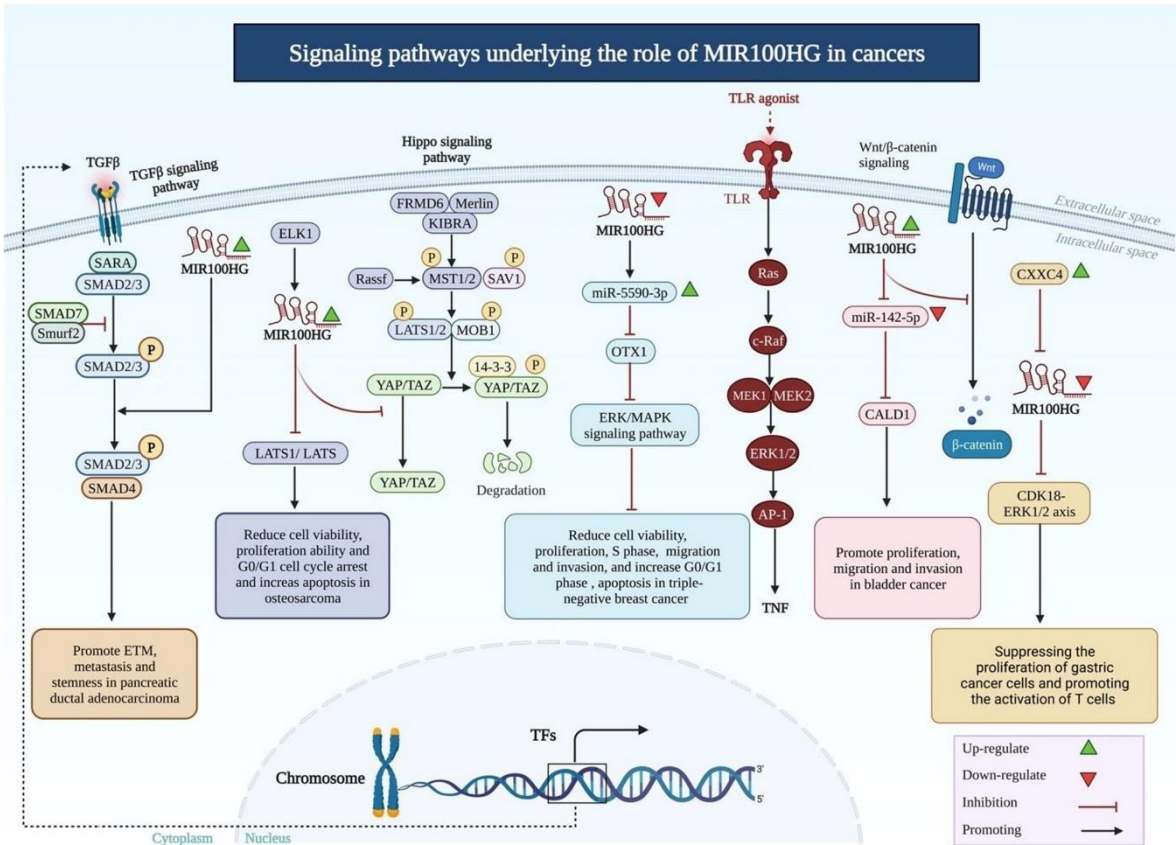 Signaling pathways underlying the role of MIR100HG in cancers
TGFβ
TGFβ signaling
pathway
SARA
SMAD2/3
SMAD7
Smurf2
SMAD2/3
P
SMAD2/3
P
SMAD4
MIR100HG
Promote ETM,
metastasis and
stemness in pancreatic
ductal adenocarcinoma
ELK1
MIR100HG
LATS1/ LATS
Reduce cell viability,
proliferation ability and
G0/G1 cell cycle arrest
and increas apoptosis in
osteosarcoma
Hippo signaling
pathway
FRMD6
Merlin
KIBRA
P
P
Rassf
MST1/2
SAV1
P
P
LATS1/2
MOB1
14-3-3
P
YAP/TAZ
YAP/TAZ
YAP/TAZ
Degradation
MIR100HG
miR-5590-3p
OTX1
ERK/MAPK
signaling pathway
Reduce cell viability,
proliferation, S phase, migration
and invasion, and increase G0/G1
phase , apoptosis in triple-
negative breast cancer
TLR agonist
TLR
Ras
c-Raf
MEK1
MEK2
ERK1/2
AP-1
TNF
Wnt/β-catenin
signaling
Wnt
MIR100HG
miR-142-5p
CALD1
β-catenin
Promote proliferation,
migration and invasion
in bladder cancer
Extracellular space
Intracellular space
CXXC4
MIR100HG
CDK18-
ERK1/2 axis
Suppressing the
proliferation of gastric
cancer cells and promoting
the activation of T cells
TFs
Chromosome
3'
5'
Cytoplasm
Nucleus
Up-regulate
Down-regulate
Inhibition
Promoting